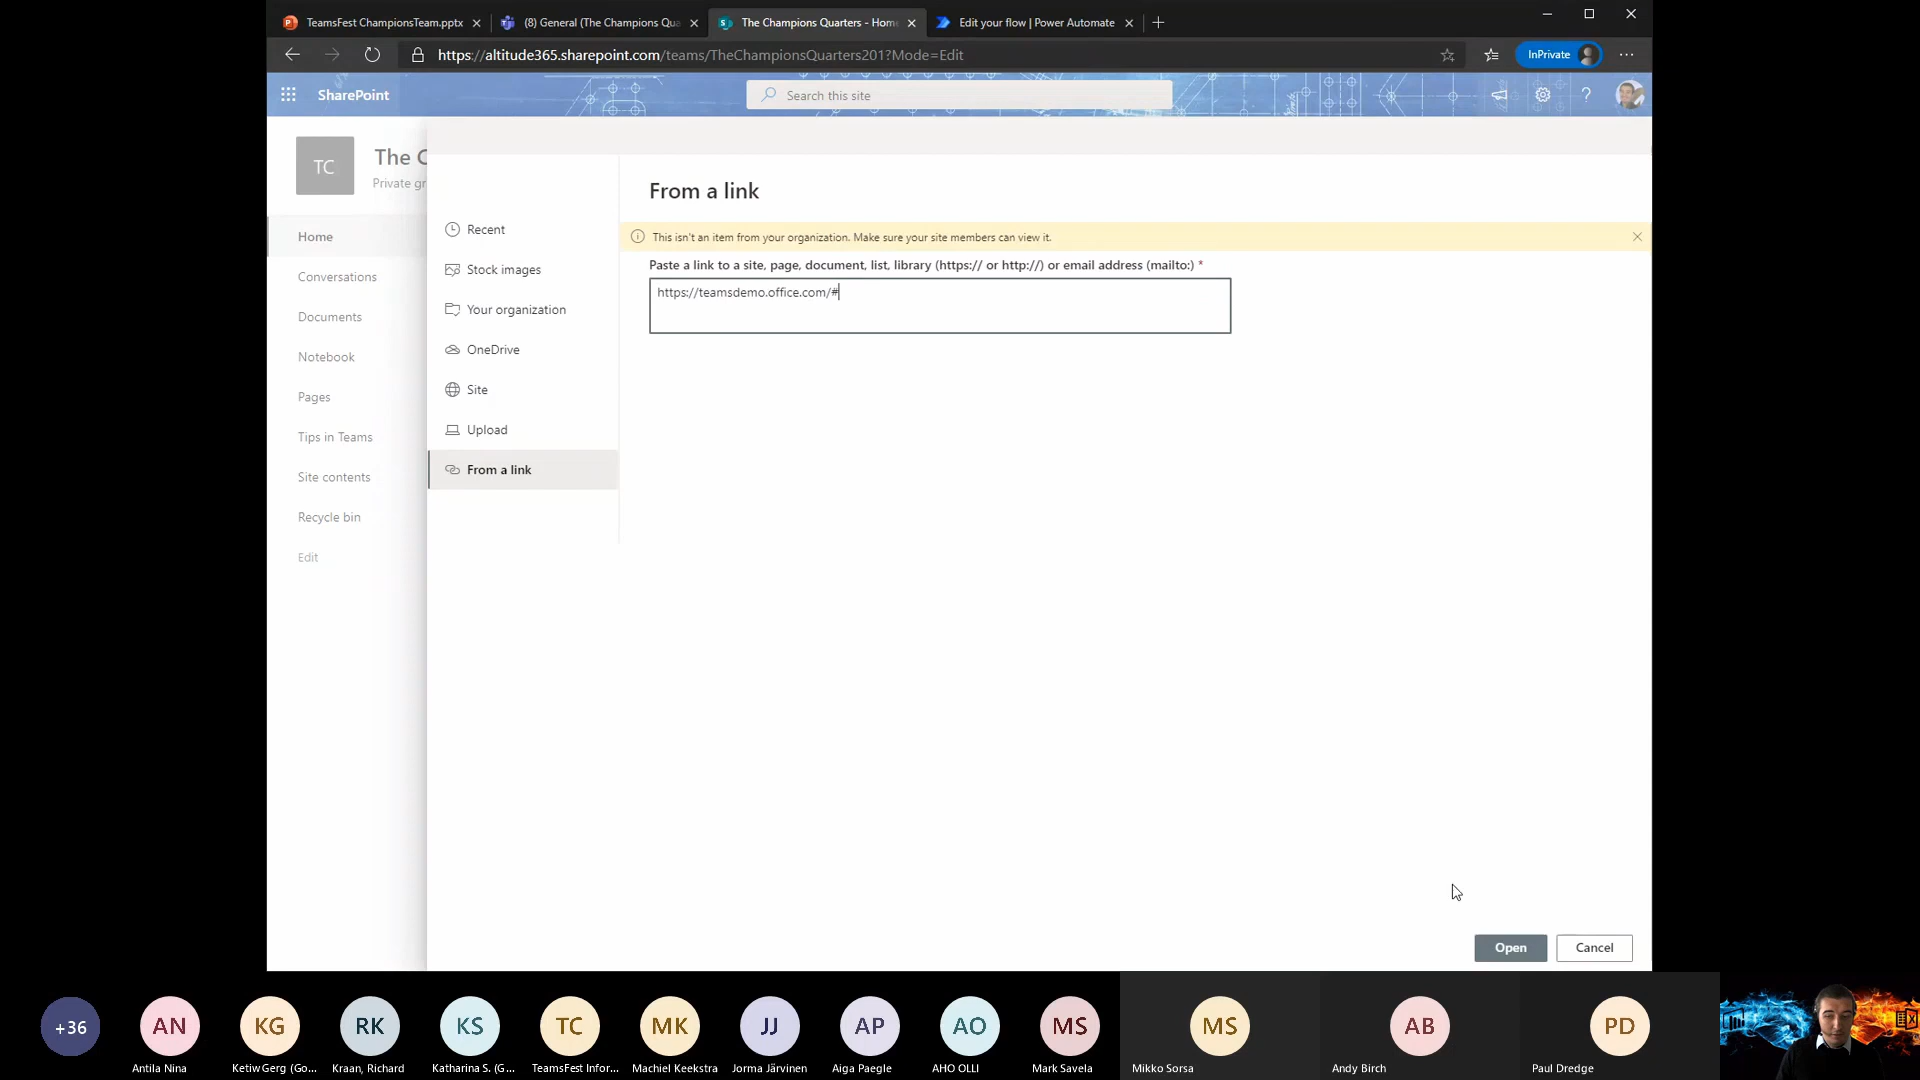 TeamsFest ChampionsTeam.pptx
(8) General (The Champions Qua
The Champions Quarters - Hom
Edit your flow | Power Automate
https://altitude365.sharepoint.com/teams/TheChampionsQuarters201?Mode=Edit
InPrivate
SharePoint
Search this site
TC
The C
Private gr
Home
Conversations
Documents
Notebook
Pages
Tips in Teams
Site contents
Recycle bin
Edit
Recent
Stock images
Your organization
OneDrive
Site
Upload
From a link
From a link
This isn't an item from your organization. Make sure your site members can view it.
Paste a link to a site, page, document, list, library (https:// or http://) or email address (mailto:) *
https://teamsdemo.office.com/#
Open
Cancel
+36
AN
KG
RK
KS
TC
MK
JJ
AP
AO
MS
MS
AB
PD
Antila Nina
Ketiw Gerg (Go...
Kraan, Richard
Katharina S. (G...
TeamsFest Infor...
Machiel Keekstra
Jorma Järvinen
Aiga Paegle
AHO OLLI
Mark Savela
Mikko Sorsa
Andy Birch
Paul Dredge